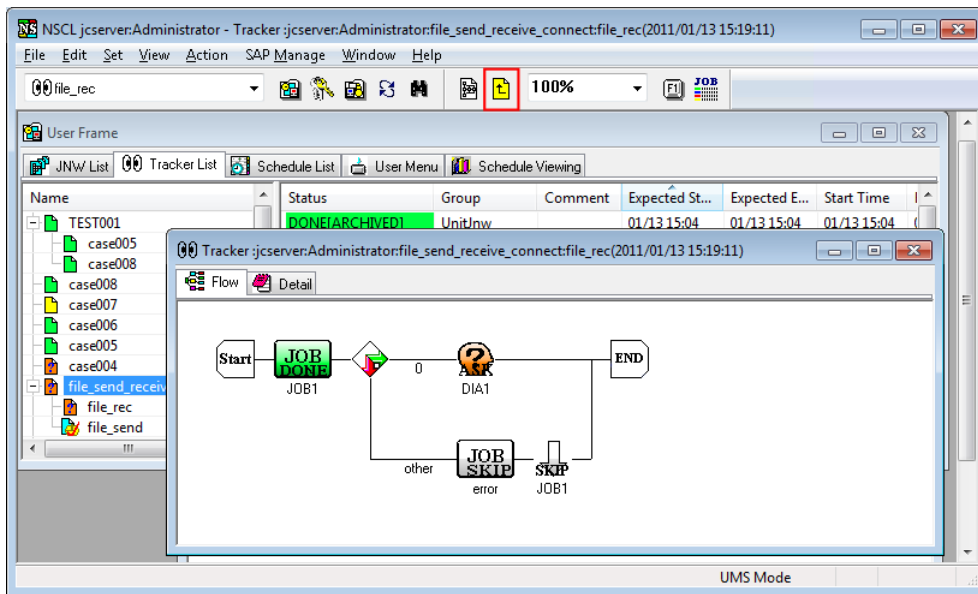 NSCL jcserver:Administrator - Tracker :jcserver:Administrator:file_send_receive_connect:file_rec(2011/01/13 15:19:11)
File Edit Set View Action SAP Manage Window Help
file_rec 100% F1 JOB
User Frame
JNW List Tracker List Schedule List User Menu Schedule Viewing
Name Status Group Comment Expected St... Expected E... Start Time
TEST001 DONE[ARCHIVED] UnitJnw 01/13 15:04 01/13 15:04 01/13 15:04
case005
case008
case008
case007
case006
case005
case004
file_send_receiv
file_rec
file_send
Tracker :jcserver:Administrator:file_send_receive_connect:file_rec(2011/01/13 15:19:11)
Flow Detail
Start JOB DONE 0 ASK END
JOB1 DIA1
other JOB SKIP SKIP
error JOB1
UMS Mode